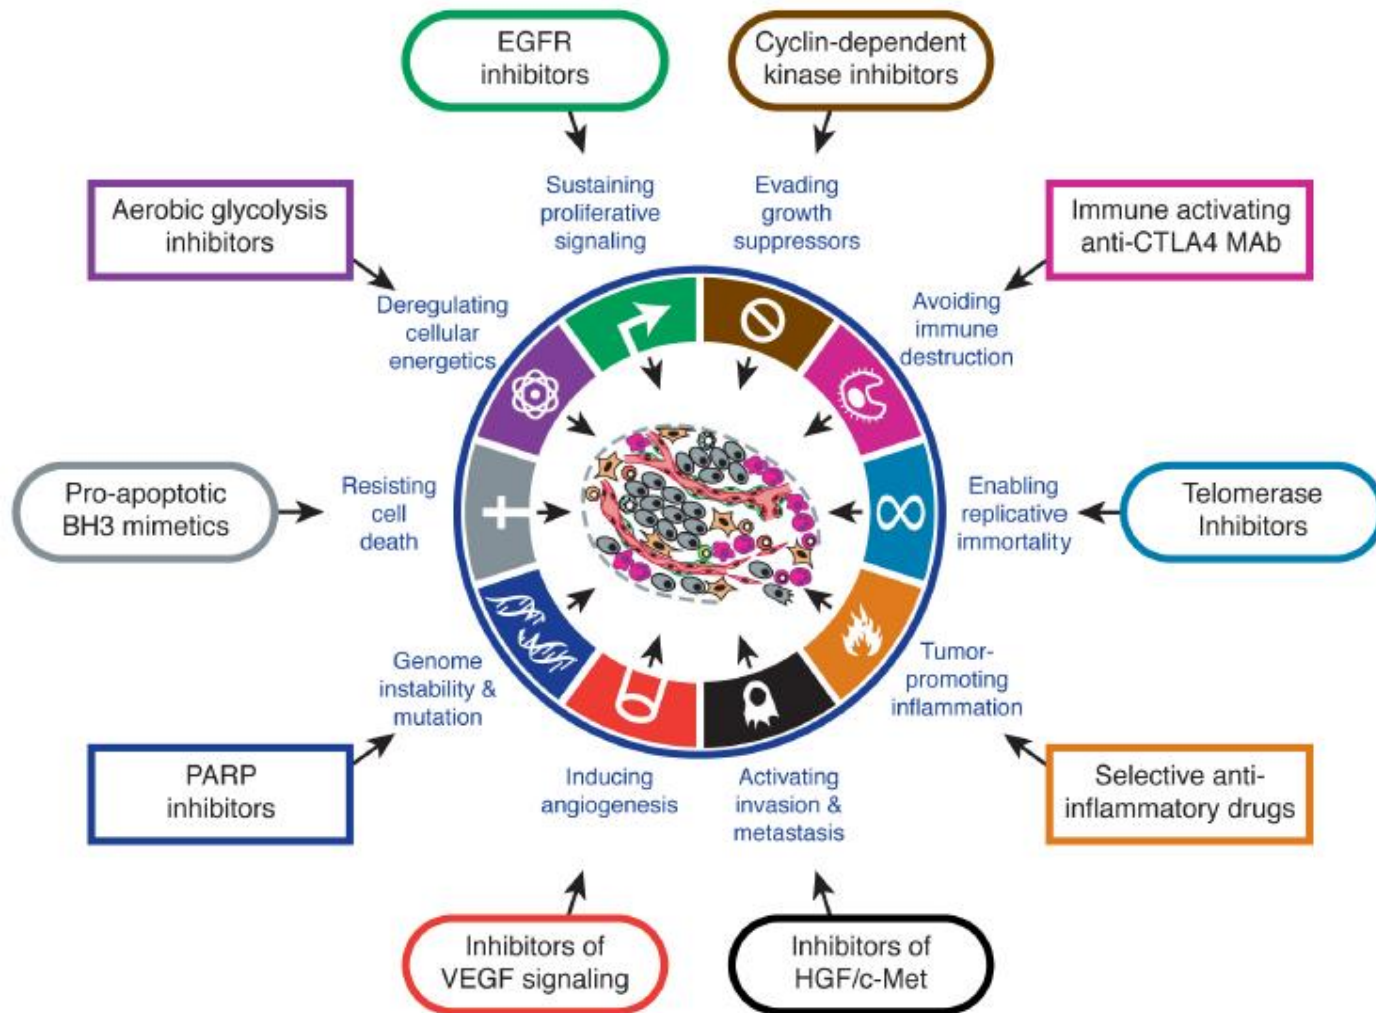 EGFR
inhibitors
Cyclin-dependent
kinase inhibitors
Sustaining
proliferative
signaling
Evading
growth
suppressors
Aerobic glycolysis
inhibitors
Immune activating
anti-CTLA4 MAb
Deregulating
cellular
energetics
Avoiding
immune
destruction
Pro-apoptotic
BH3 mimetics
Resisting
cell
death
Enabling
replicative
immortality
Telomerase
Inhibitors
Genome
instability &
mutation
Tumor-
promoting
inflammation
PARP
inhibitors
Inducing
angiogenesis
Activating
invasion &
metastasis
Selective anti-
inflammatory drugs
Inhibitors of
VEGF signaling
Inhibitors of
HGF/c-Met